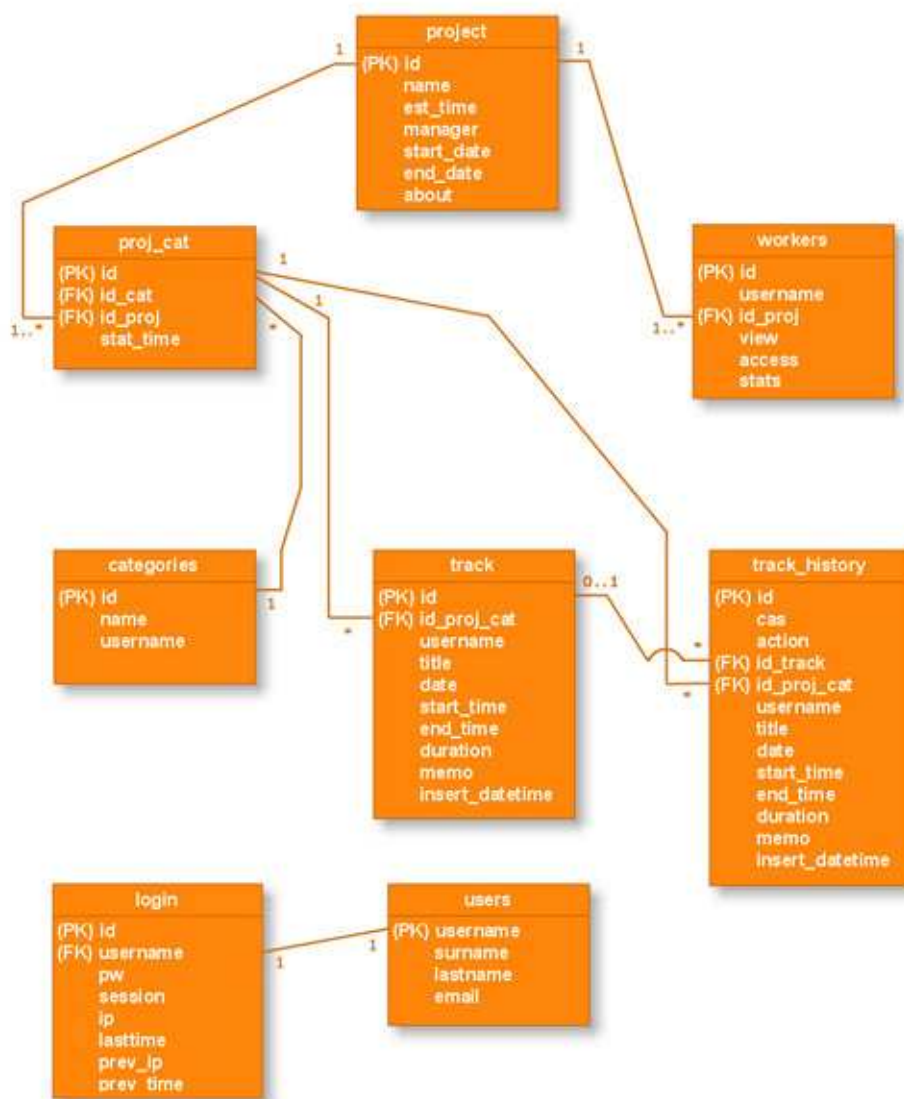 project
(PK) id
name
est_time
manager
start_date
end_date
about
1
1
proj_cat
(PK) id
(FK) id_cat
(FK) id_proj
stat_time
1..*
1
1
*
workers
(PK) id
username
(FK) id_proj
view
access
stats
1..*
categories
(PK) id
name
username
1
track
(PK) id
(FK) id_proj_cat
username
title
date
start_time
end_time
duration
memo
insert_datetime
*
0..1
track_history
(PK) id
cas
action
(FK) id_track
(FK) id_proj_cat
username
title
date
start_time
end_time
duration
memo
insert_datetime
*
*
login
(PK) id
(FK) username
pw
session
ip
lasttime
prev_ip
prev_time
1
1
users
(PK) username
surname
lastname
email